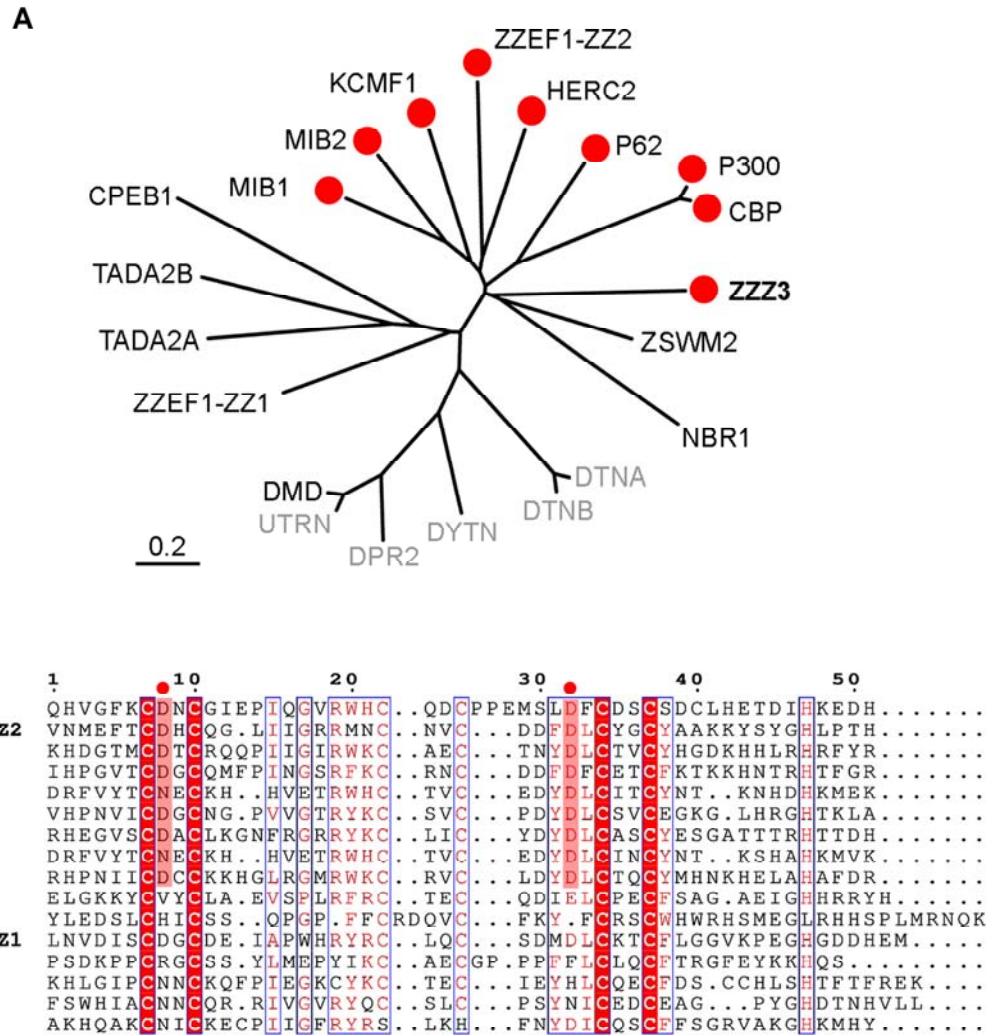 A
ZZEF1-ZZ2
KCMF1
HERC2
MIB2
P62
P300
MIB1
CPEB1
CBP
TADA2B
ZZZ3
TADA2A
ZSWM2
ZZEF1-ZZ1
NBR1
DMD
DTNA
UTRN
DTNB
DYTN
DPR2
0.2
1 10 20 30 40 50
QHVGFKCDNCGIEPIQGVRWHC..QDCPPEMSLDFCDSCSDCLHETDIHKEDH.......
Z2 VNMEFTCDHCQG.LIIGRRMNC..NVC...DDFDLCYGCYAAKKYSYGHLPTH.......
KHDGTMCDTCRQQPIIGIRWKC..AEC...TNYDLCTVCYHGDKHHLRHRFYR.......
IHPGVTCDGCQMFPINGSRFKC..RNC...DDFDFCETCFKTKKHNTRHTFGR.......
DRFVYTCNECKH..HVETRWHC..TVC...EDYDLCITCYNT..KNHDHKMEK.......
VHPNVICDGCNG.PVVGTRYKC..SVC...PDYDLCSVCEGKG.LHRGHTKLA.......
RHEGVSCDACLKGNFRGRRYKC..LIC...YDYDLCASCYESGATTTRHTTDH.......
DRFVYTCNECKH..HVETRWHC..TVC...EDYDLCINCYNT..KSHAHKMVK.......
RHPNIICDCCKKHGLRGMRWKC..RVC...LDYDLCTQCYMHNKHELAHAFDR.......
ELGKKYCVYCLA.EVSPLRFRC..TEC...QDIELCPECFSAG.AEIGHHRRYH......
YLEDSLCHICSS..QPGP.FFCRDQVC...FKY.FCRSCWHWRHSMEGLRHHSPLMRNQK
Z1 LNVDISCDGCDE.IAPWHRYRC..LQC...SDMDLCKTCFLGGVKPEGHGDDHEM.....
PSDKPPCRGCSS.YLMEPYIKC..AECGP.PPFFLCLQCFTRGFEYKKHQS.........
KHLGIPCNNCKQFPIEGKCYKC..TEC...IEYHLCQECFDS.CCHLSHTFTFREK....
FSWHIACNNCQR.RIVGVRYQC..SLC...PSYNICEDCEAG...PYGHDTNHVLL....
AKHQAKCNICKECPIIGFRYRS..LKH...FNYDICQSCFFSGRVAKGHKMHY.......